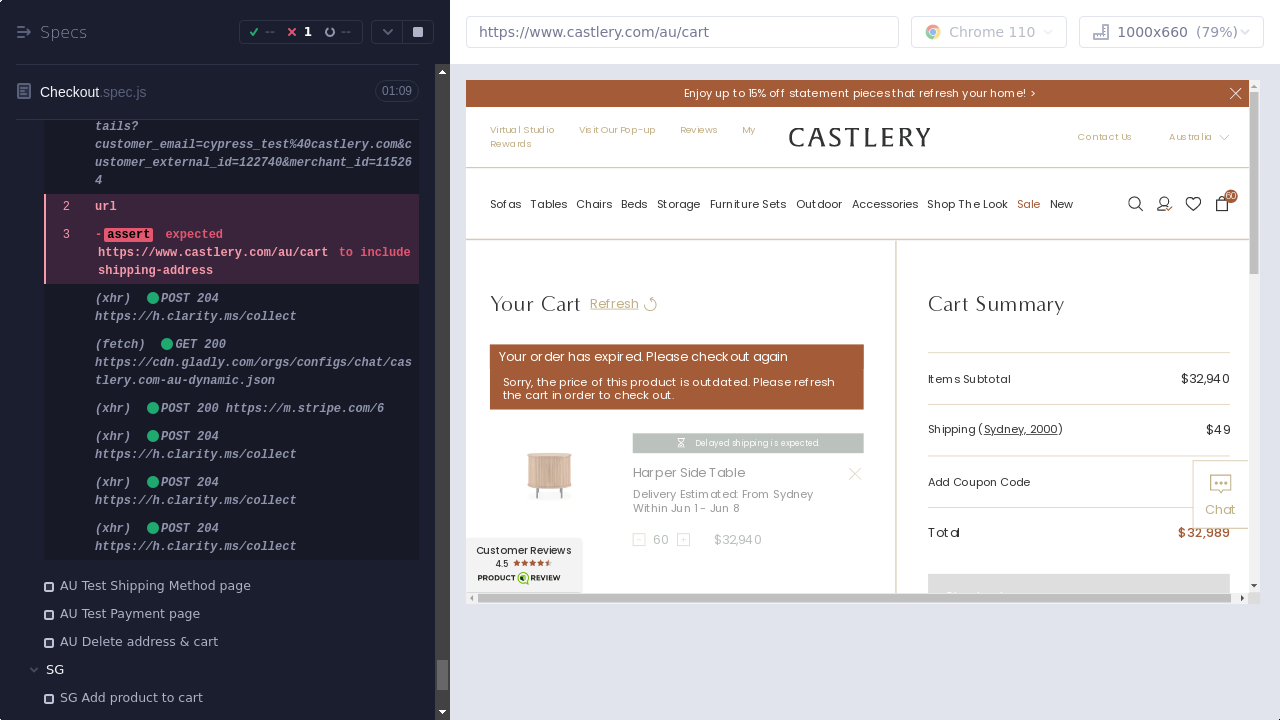 Specs
--
1
--
Checkout.spec.js
01:09
tails?
customer_email=cypress_test%40castlery.com&c
ustomer_external_id=122740&merchant_id=11526
4
2 url
3 -assert expected
https://www.castlery.com/au/cart to include
shipping-address
(xhr) POST 204
https://h.clarity.ms/collect
(fetch) GET 200
https://cdn.gladly.com/orgs/configs/chat/cas
tlery.com-au-dynamic.json
(xhr) POST 200 https://m.stripe.com/6
(xhr) POST 204
https://h.clarity.ms/collect
(xhr) POST 204
https://h.clarity.ms/collect
(xhr) POST 204
https://h.clarity.ms/collect
AU Test Shipping Method page
AU Test Payment page
AU Delete address & cart
SG
SG Add product to cart
https://www.castlery.com/au/cart
Chrome 110
1000x660 (79%)
Enjoy up to 15% off statement pieces that refresh your home! >
Virtual Studio Visit Our Pop-up Reviews My
Rewards
CASTLERY
Contact Us Australia
Sofas Tables Chairs Beds Storage Furniture Sets Outdoor Accessories Shop The Look Sale New
60
Your Cart Refresh
Your order has expired. Please check out again
Sorry, the price of this product is outdated. Please refresh
the cart in order to check out.
Delayed shipping is expected.
Harper Side Table
Delivery Estimated: From Sydney
Within Jun 1 - Jun 8
- 60 + $32,940
Customer Reviews
4.5
PRODUCT REVIEW
Cart Summary
Items Subtotal $32,940
Shipping (Sydney, 2000) $49
Add Coupon Code
Total $32,989
Chat